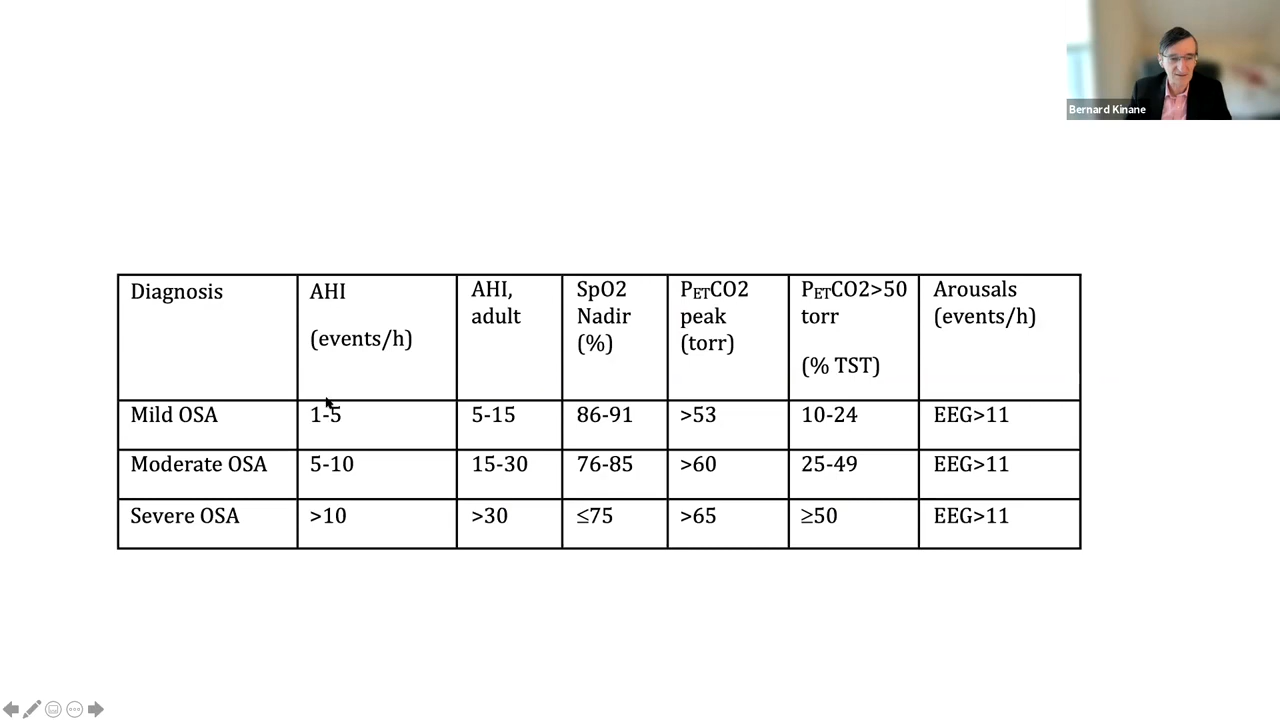 Bernard Kinane
Diagnosis
AHI
(events/h)
AHI,
adult
SpO2
Nadir
(%)
PETCO2
peak
(torr)
PETCO2>50
torr
(% TST)
Arousals
(events/h)
Mild OSA 1-5 5-15 86-91 >53 10-24 EEG>11
Moderate OSA 5-10 15-30 76-85 >60 25-49 EEG>11
Severe OSA >10 >30 ≤75 >65 ≥50 EEG>11